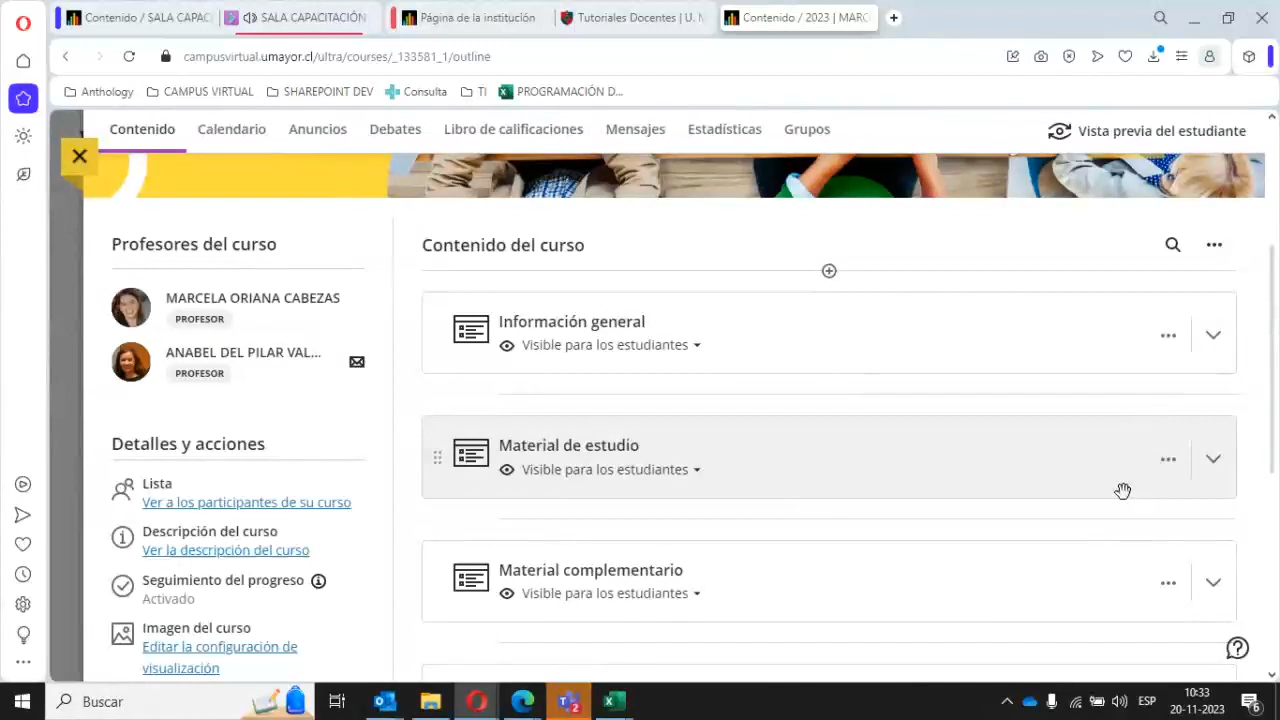 Contenido / SALA CAPAC
SALA CAPACITACIÓN
Página de la institución
Tutoriales Docentes | U. M
Contenido / 2023 | MARC
campusvirtual.umayor.cl/ultra/courses/_133581_1/outline
Anthology
CAMPUS VIRTUAL
SHAREPOINT DEV
Consulta
TI
PROGRAMACIÓN D...
Contenido
Calendario
Anuncios
Debates
Libro de calificaciones
Mensajes
Estadísticas
Grupos
Vista previa del estudiante
Profesores del curso
MARCELA ORIANA CABEZAS
PROFESOR
ANABEL DEL PILAR VAL...
PROFESOR
Detalles y acciones
Lista
Ver a los participantes de su curso
Descripción del curso
Ver la descripción del curso
Seguimiento del progreso
Activado
Imagen del curso
Editar la configuración de
visualización
Contenido del curso
Información general
Visible para los estudiantes
Material de estudio
Visible para los estudiantes
Material complementario
Visible para los estudiantes
Buscar
ESP
10:33
20-11-2023
6